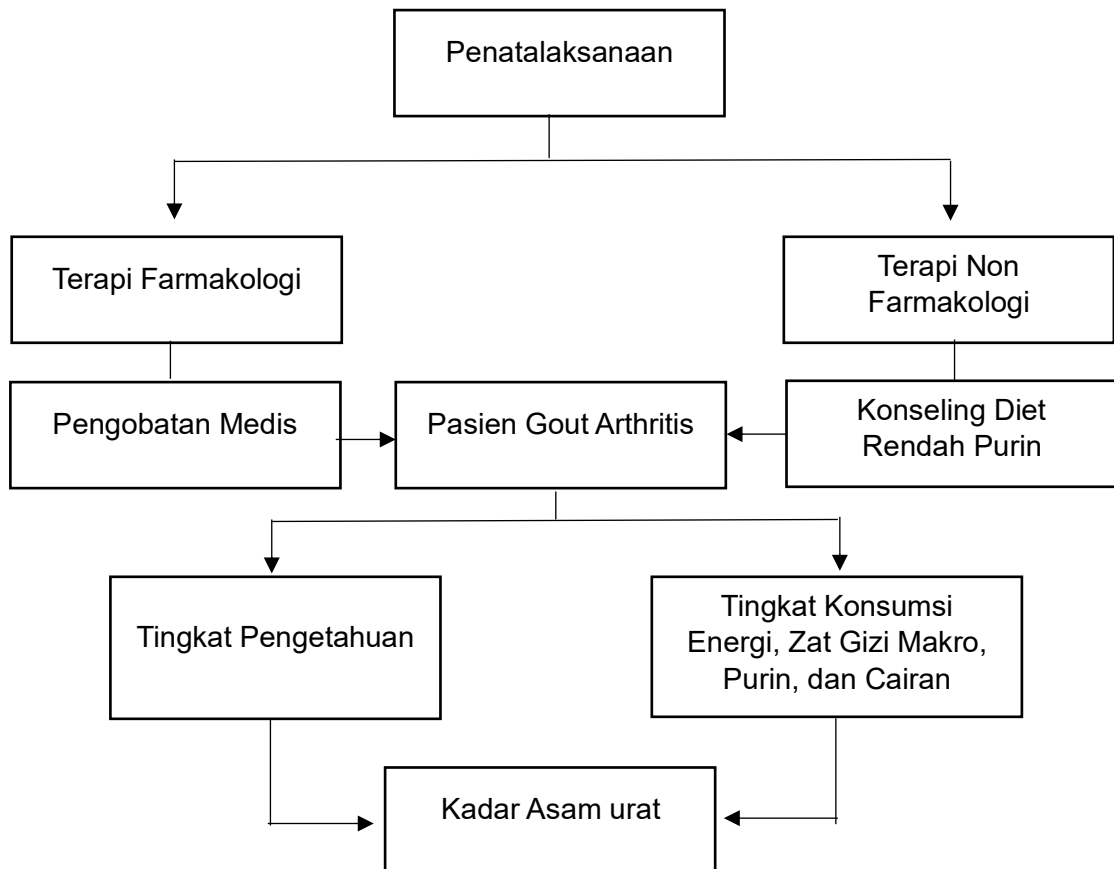 Penatalaksanaan
Terapi Farmakologi
Terapi Non
Farmakologi
Pengobatan Medis
Pasien Gout Arthritis
Konseling Diet
Rendah Purin
Tingkat Pengetahuan
Tingkat Konsumsi
Energi, Zat Gizi Makro,
Purin, dan Cairan
Kadar Asam urat